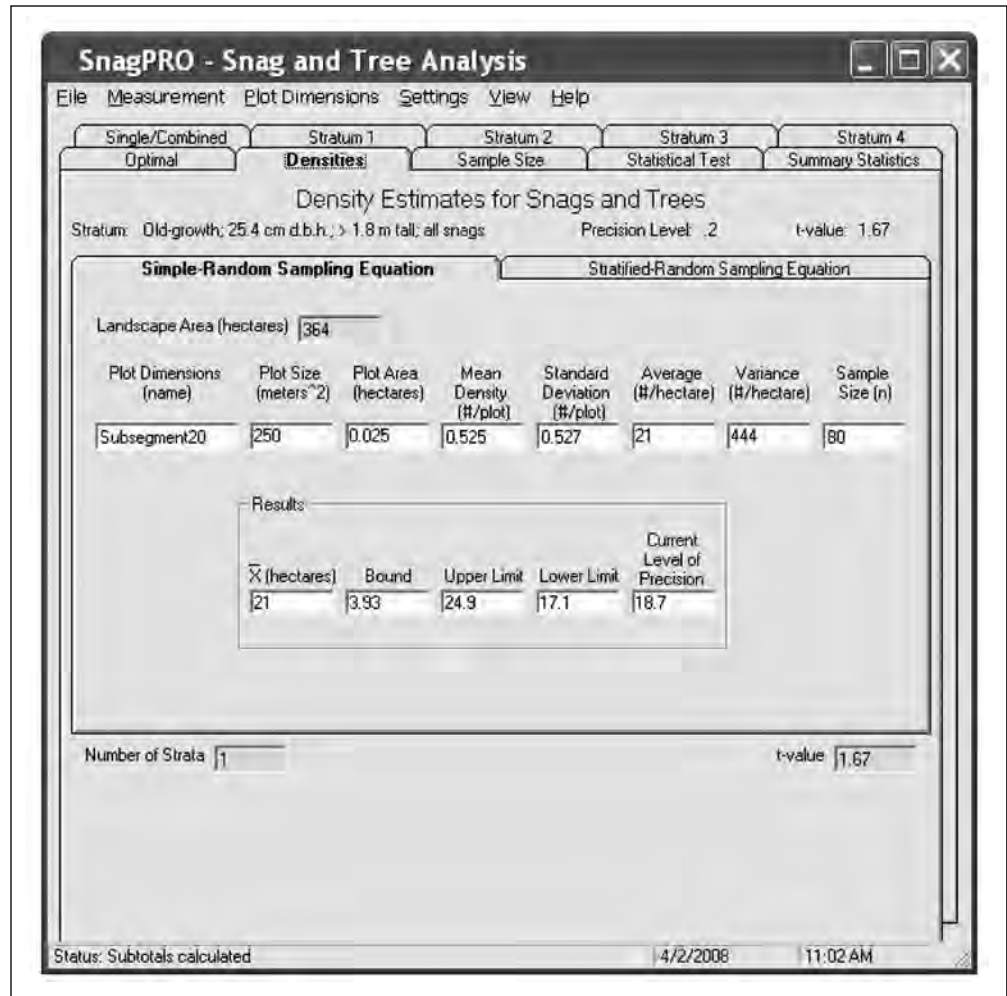 SnagPRO - Snag and Tree Analysis
File Measurement Plot Dimensions Settings View Help
Single/Combined Stratum 1 Stratum 2 Stratum 3 Stratum 4
Optimal Densities Sample Size Statistical Test Summary Statistics
Density Estimates for Snags and Trees
Stratum: Old-growth; 25.4 cm d.b.h.; > 1.8 m tall; all snags Precision Level: .2 t-value: 1.67
Simple-Random Sampling Equation Stratified-Random Sampling Equation
Landscape Area (hectares) 364
Plot Dimensions Plot Size Plot Area Mean Standard Average Variance Sample
(name) (meters^2) (hectares) Density Deviation (#/hectare) (#/hectare) Size (n)
(#/plot) (#/plot)
Subsegment20 250 0.025 0.525 0.527 21 444 80
Results
Current
Level of
X̅ (hectares) Bound Upper Limit Lower Limit Precision
21 3.93 24.9 17.1 18.7
Number of Strata 1 t-value 1.67
Status: Subtotals calculated 4/2/2008 11:02 AM